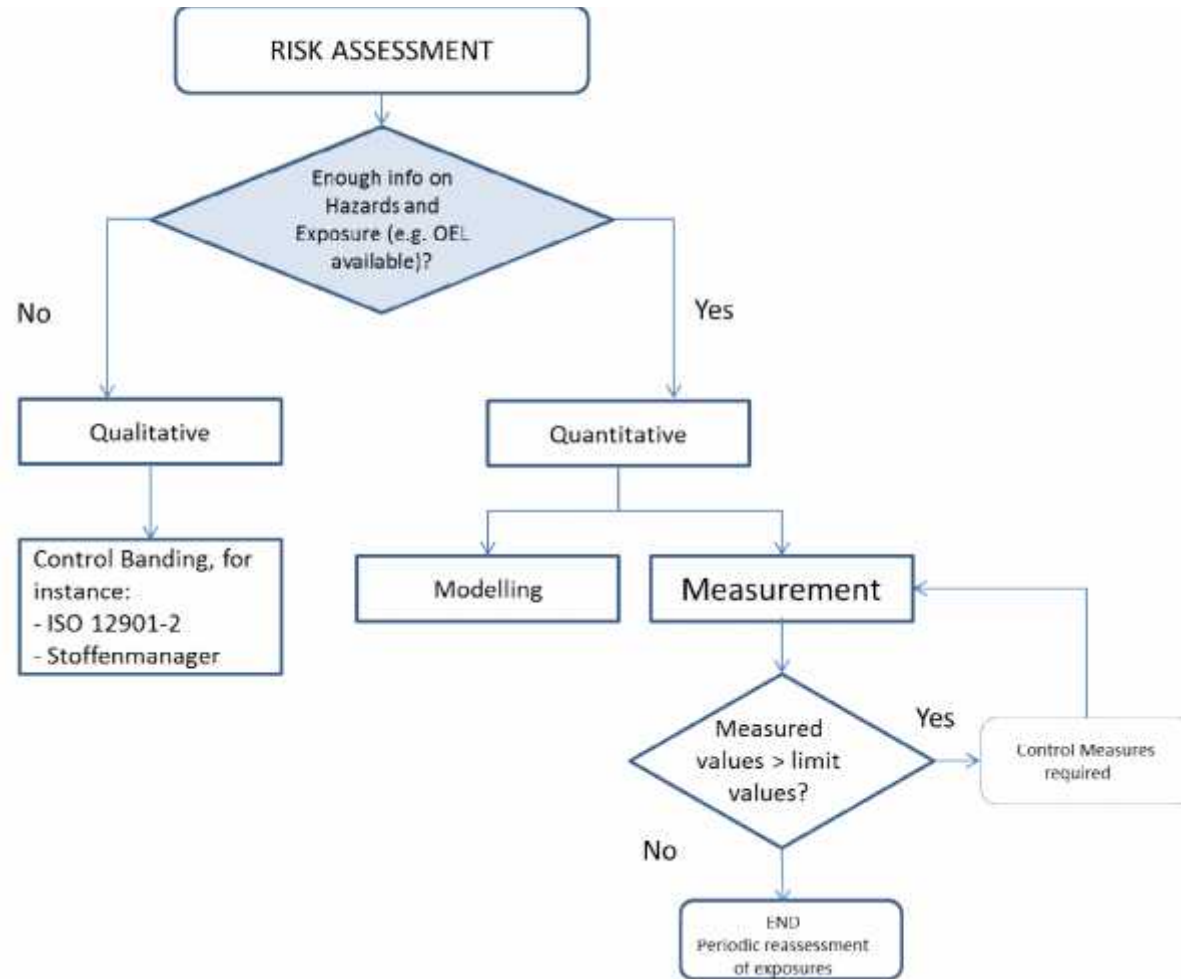 RISK ASSESSMENT
Enough info on
Hazards and
Exposure (e.g. OEL
available)?
No
Yes
Qualitative
Quantitative
Control Banding, for
instance:
- ISO 12901-2
- Stoffenmanager
Modelling
Measurement
Measured
values > limit
values?
Yes
Control Measures
required
No
END
Periodic reassessment
of exposures